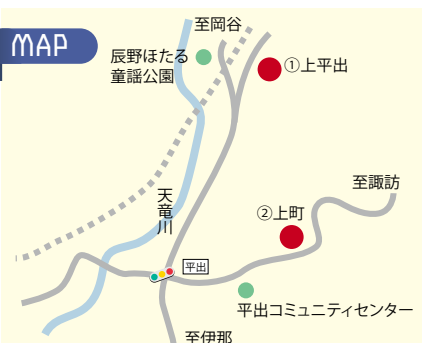 MAP
至岡谷
辰野ほたる
童謡公園
①上平出
天竜川
至諏訪
②上町
平出
平出コミュニティセンター
至伊那